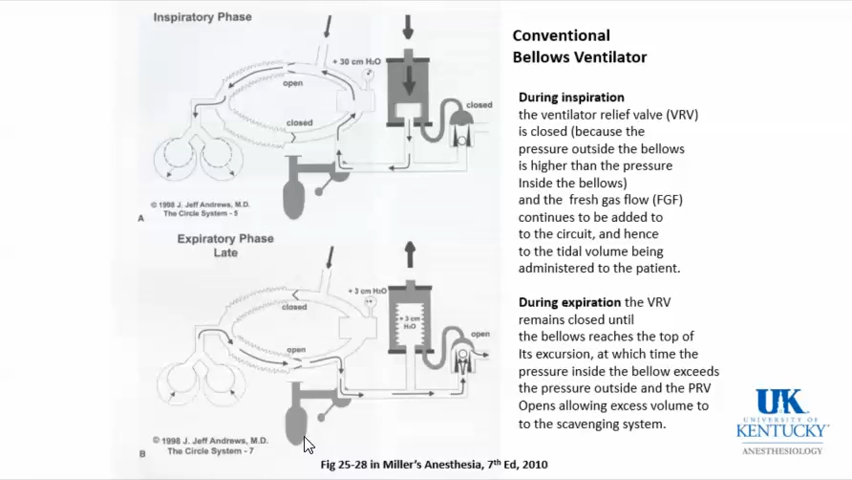 Inspiratory Phase
+ 30 cm H₂O
open
closed
closed
© 1998 J. Jeff Andrews, M.D.
The Circle System - 5
A
Expiratory Phase
Late
+ 3 cm H₂O
closed
+ 3 cm
H₂O
open
open
© 1998 J. Jeff Andrews, M.D.
The Circle System - 7
B
Conventional
Bellows Ventilator
During inspiration
the ventilator relief valve (VRV)
is closed (because the
pressure outside the bellows
is higher than the pressure
Inside the bellows)
and the fresh gas flow (FGF)
continues to be added to
to the circuit, and hence
to the tidal volume being
administered to the patient.
During expiration the VRV
remains closed until
the bellows reaches the top of
Its excursion, at which time the
pressure inside the bellow exceeds
the pressure outside and the PRV
Opens allowing excess volume to
to the scavenging system.
Fig 25-28 in Miller's Anesthesia, 7th Ed, 2010
UK
UNIVERSITY OF
KENTUCKY
ANESTHESIOLOGY